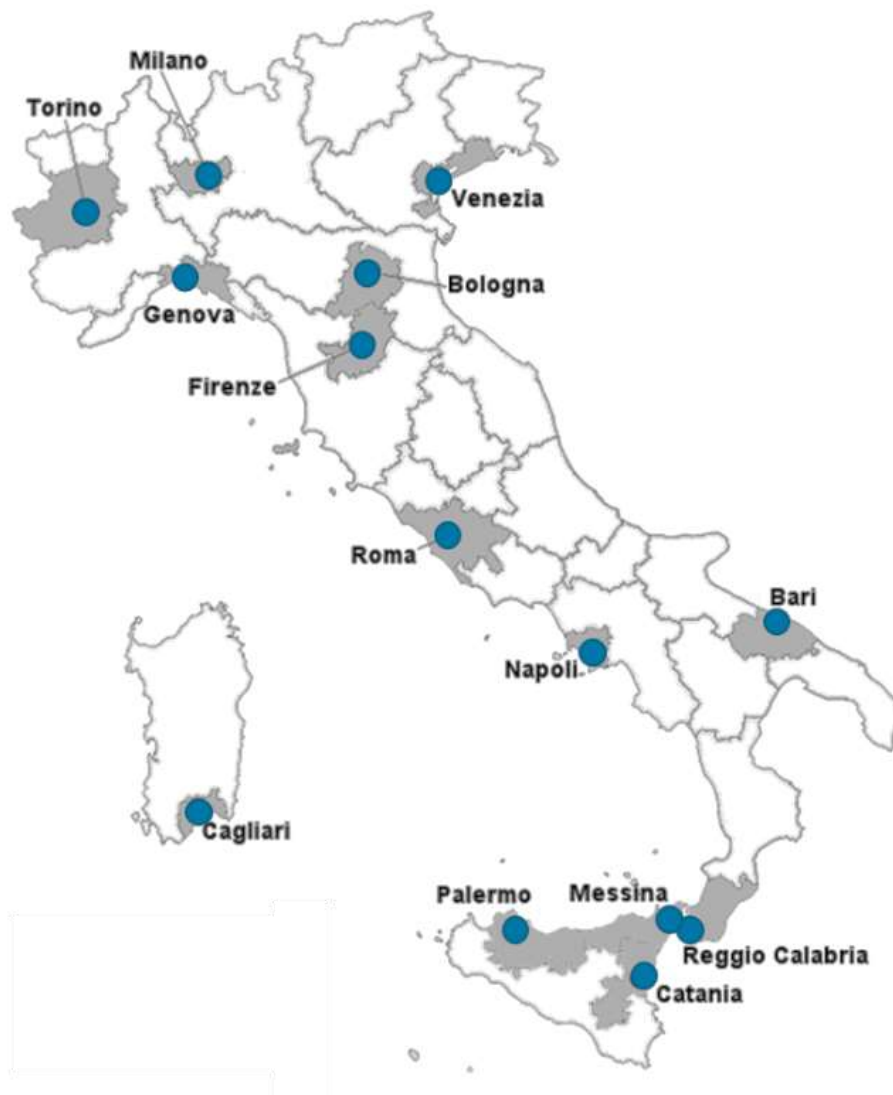 Milano
Torino
Venezia
Bologna
Genova
Firenze
Roma
Bari
Napoli
Cagliari
Palermo
Messina
Reggio Calabria
Catania